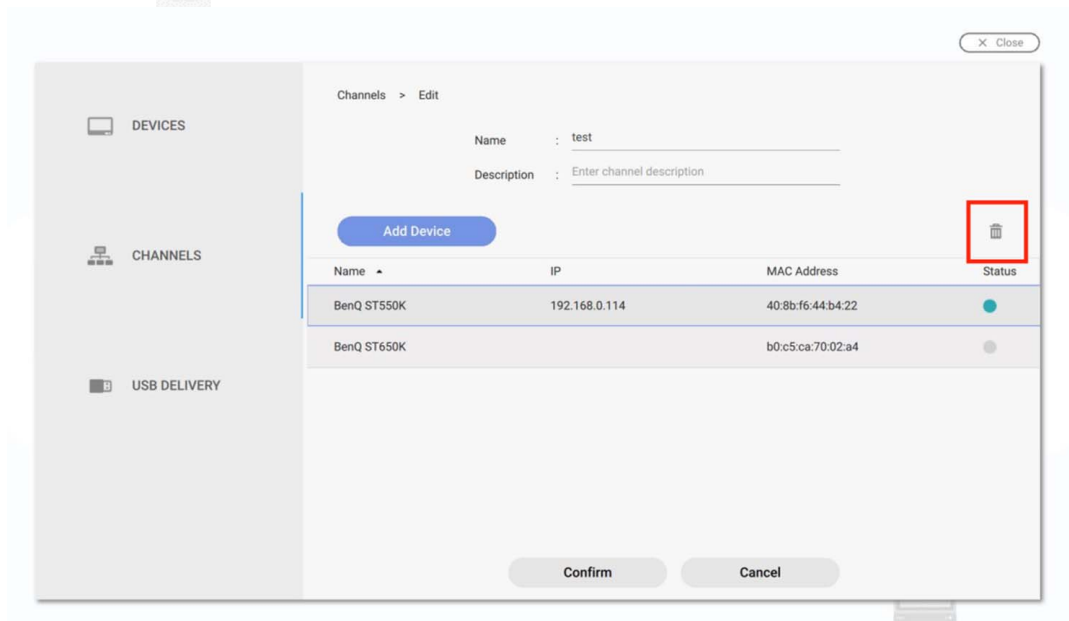 × Close
DEVICES
CHANNELS
USB DELIVERY
Channels > Edit
Name : test
Description : Enter channel description
Add Device
Name IP MAC Address Status
BenQ ST550K 192.168.0.114 40:8b:f6:44:b4:22
BenQ ST650K b0:c5:ca:70:02:a4
Confirm Cancel